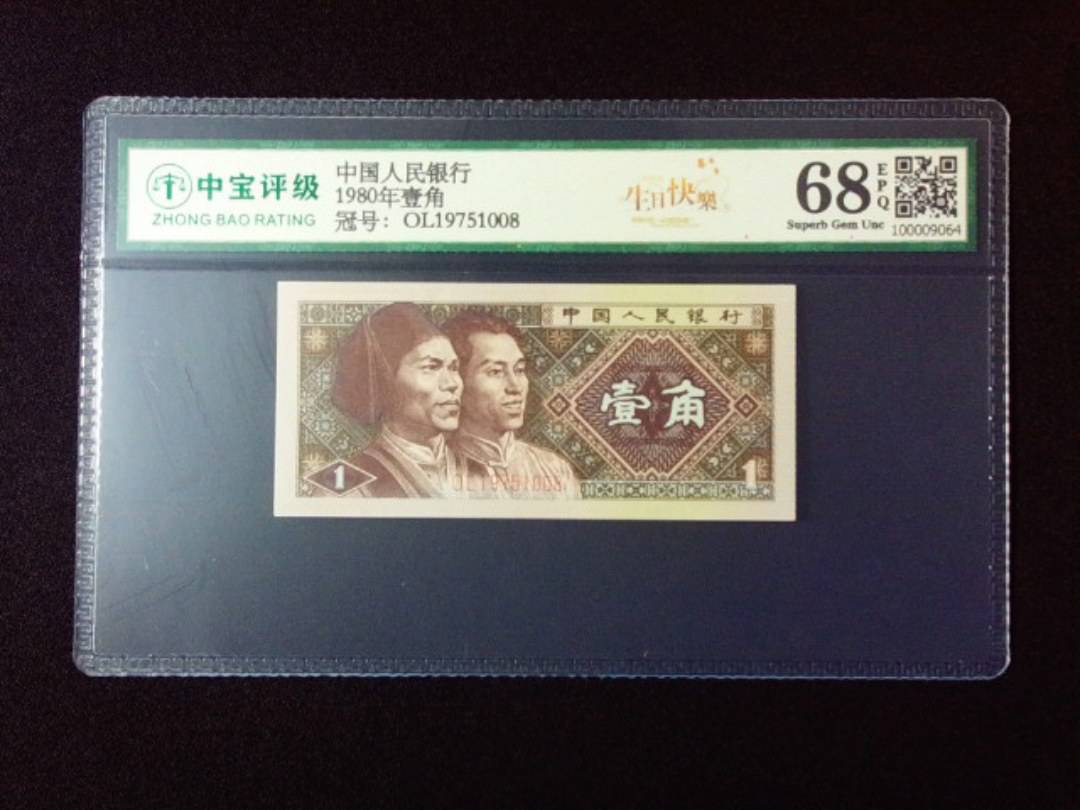 中宝评级
ZHONG BAO RATING
中国人民银行
1980年壹角
冠号: OL19751008
生日快樂
68
EPQ
Superb Gem Unc
100009064
中国人民银行
壹角
1
OL19751008
1